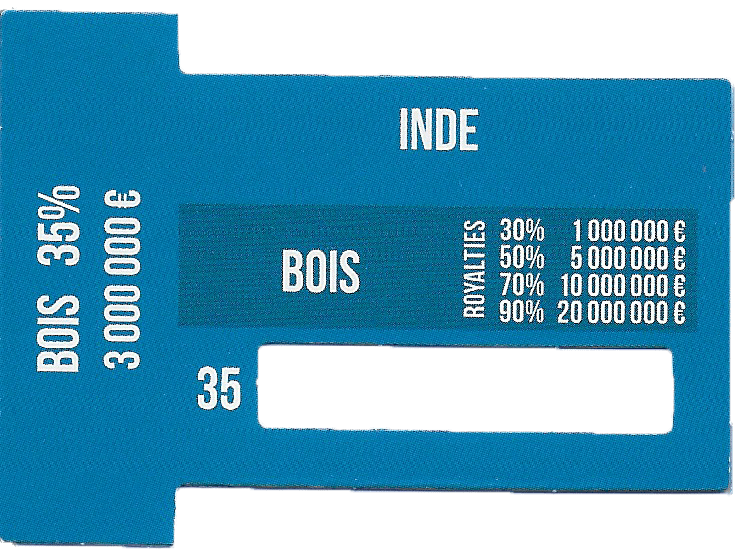 BOIS 35%
3 000 000 €
INDE
BOIS
ROYALTIES
30% 1 000 000 €
50% 5 000 000 €
70% 10 000 000 €
90% 20 000 000 €
35